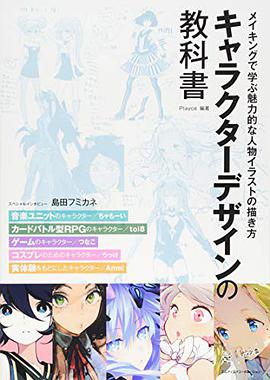 メイキングで学ぶ魅力的な人物イラストの描き方
キャラクターデザインの
教科書
Playce 編著
スペシャルインタビュー 島田フミカネ
音楽ユニットのキャラクター/ちゃもーい
カードバトル型RPGのキャラクター/toi8
ゲームのキャラクター/つなこ
コスプレのためのキャラクター/うっけ
実体験をもとにしたキャラクター/Anmi